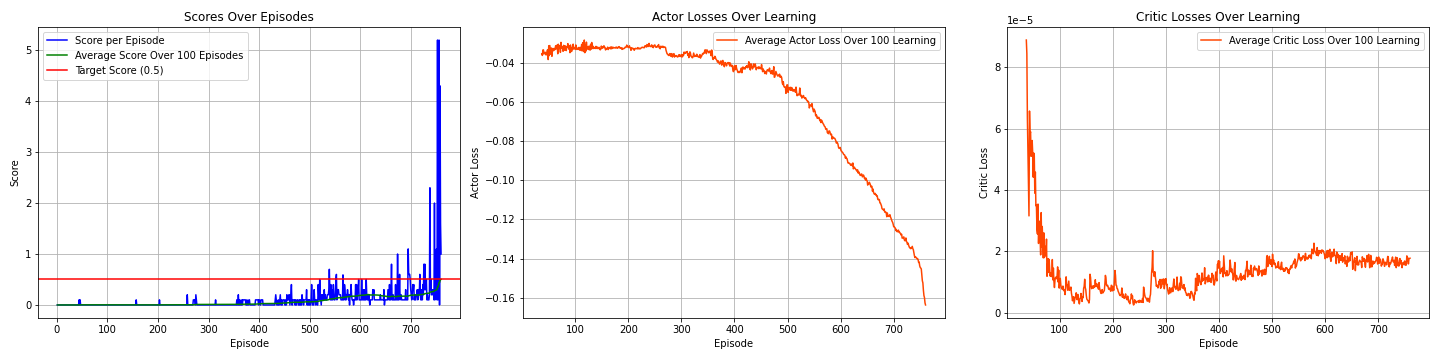 Scores Over Episodes
Score per Episode
Average Score Over 100 Episodes
Target Score (0.5)
5
4
3
2
1
0
Score
0
100
200
300
400
500
600
700
Episode
Actor Losses Over Learning
Average Actor Loss Over 100 Learning
−0.04
−0.06
−0.08
−0.10
−0.12
−0.14
−0.16
Actor Loss
100
200
300
400
500
600
700
Episode
Critic Losses Over Learning
1e−5
Average Critic Loss Over 100 Learning
8
6
4
2
0
Critic Loss
100
200
300
400
500
600
700
Episode